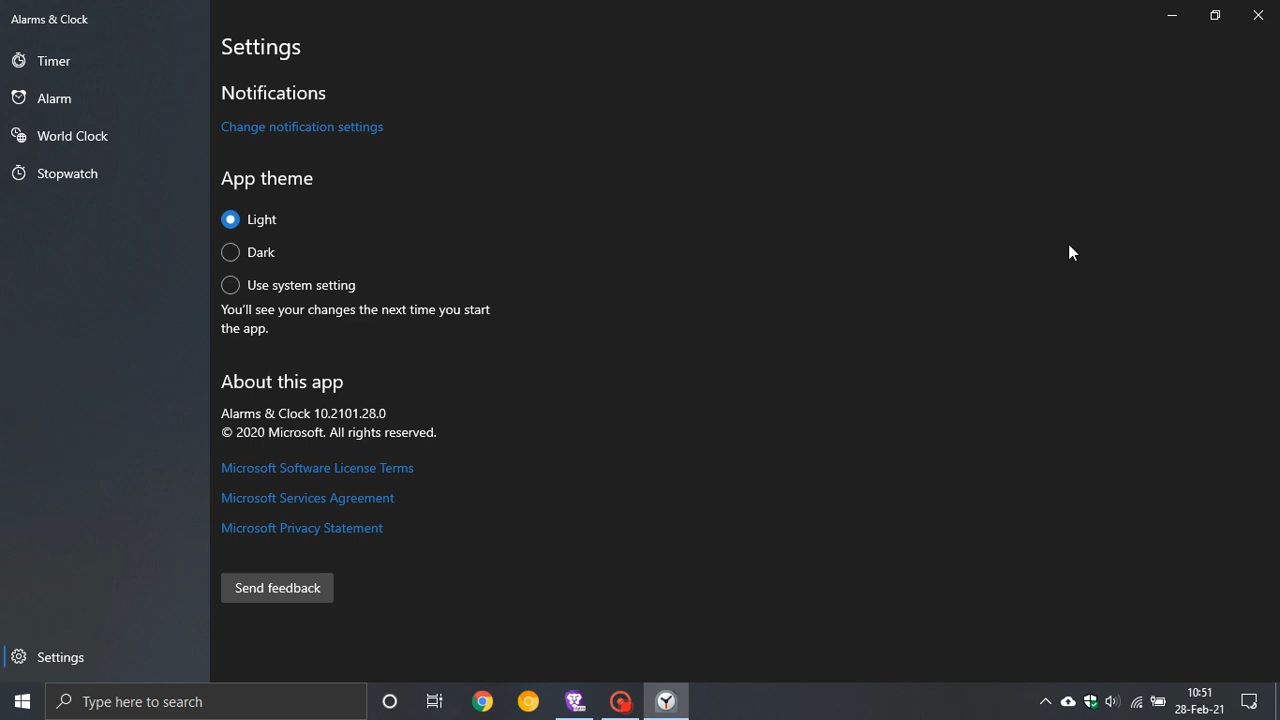 Alarms & Clock
Timer
Alarm
World Clock
Stopwatch
Settings
Settings
Notifications
Change notification settings
App theme
Light
Dark
Use system setting
You’ll see your changes the next time you start
the app.
About this app
Alarms & Clock 10.2101.28.0
© 2020 Microsoft. All rights reserved.
Microsoft Software License Terms
Microsoft Services Agreement
Microsoft Privacy Statement
Send feedback
Type here to search
10:51
28-Feb-21